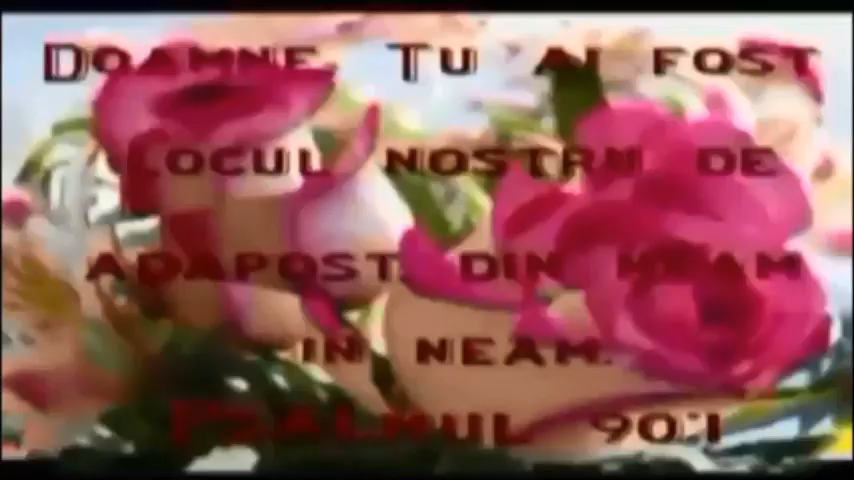 Doamne, Tu ai fost
locul nostru de
adapost, din neam
in neam.
Psalmul 90:1